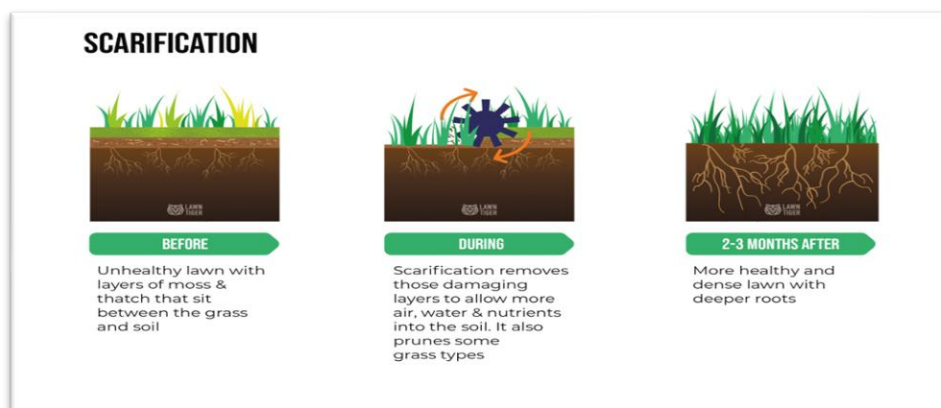 SCARIFICATION
LAWN
TIGER
BEFORE
Unhealthy lawn with
layers of moss &
thatch that sit
between the grass
and soil
LAWN
TIGER
DURING
Scarification removes
those damaging
layers to allow more
air, water & nutrients
into the soil. It also
prunes some
grass types
LAWN
TIGER
2-3 MONTHS AFTER
More healthy and
dense lawn with
deeper roots